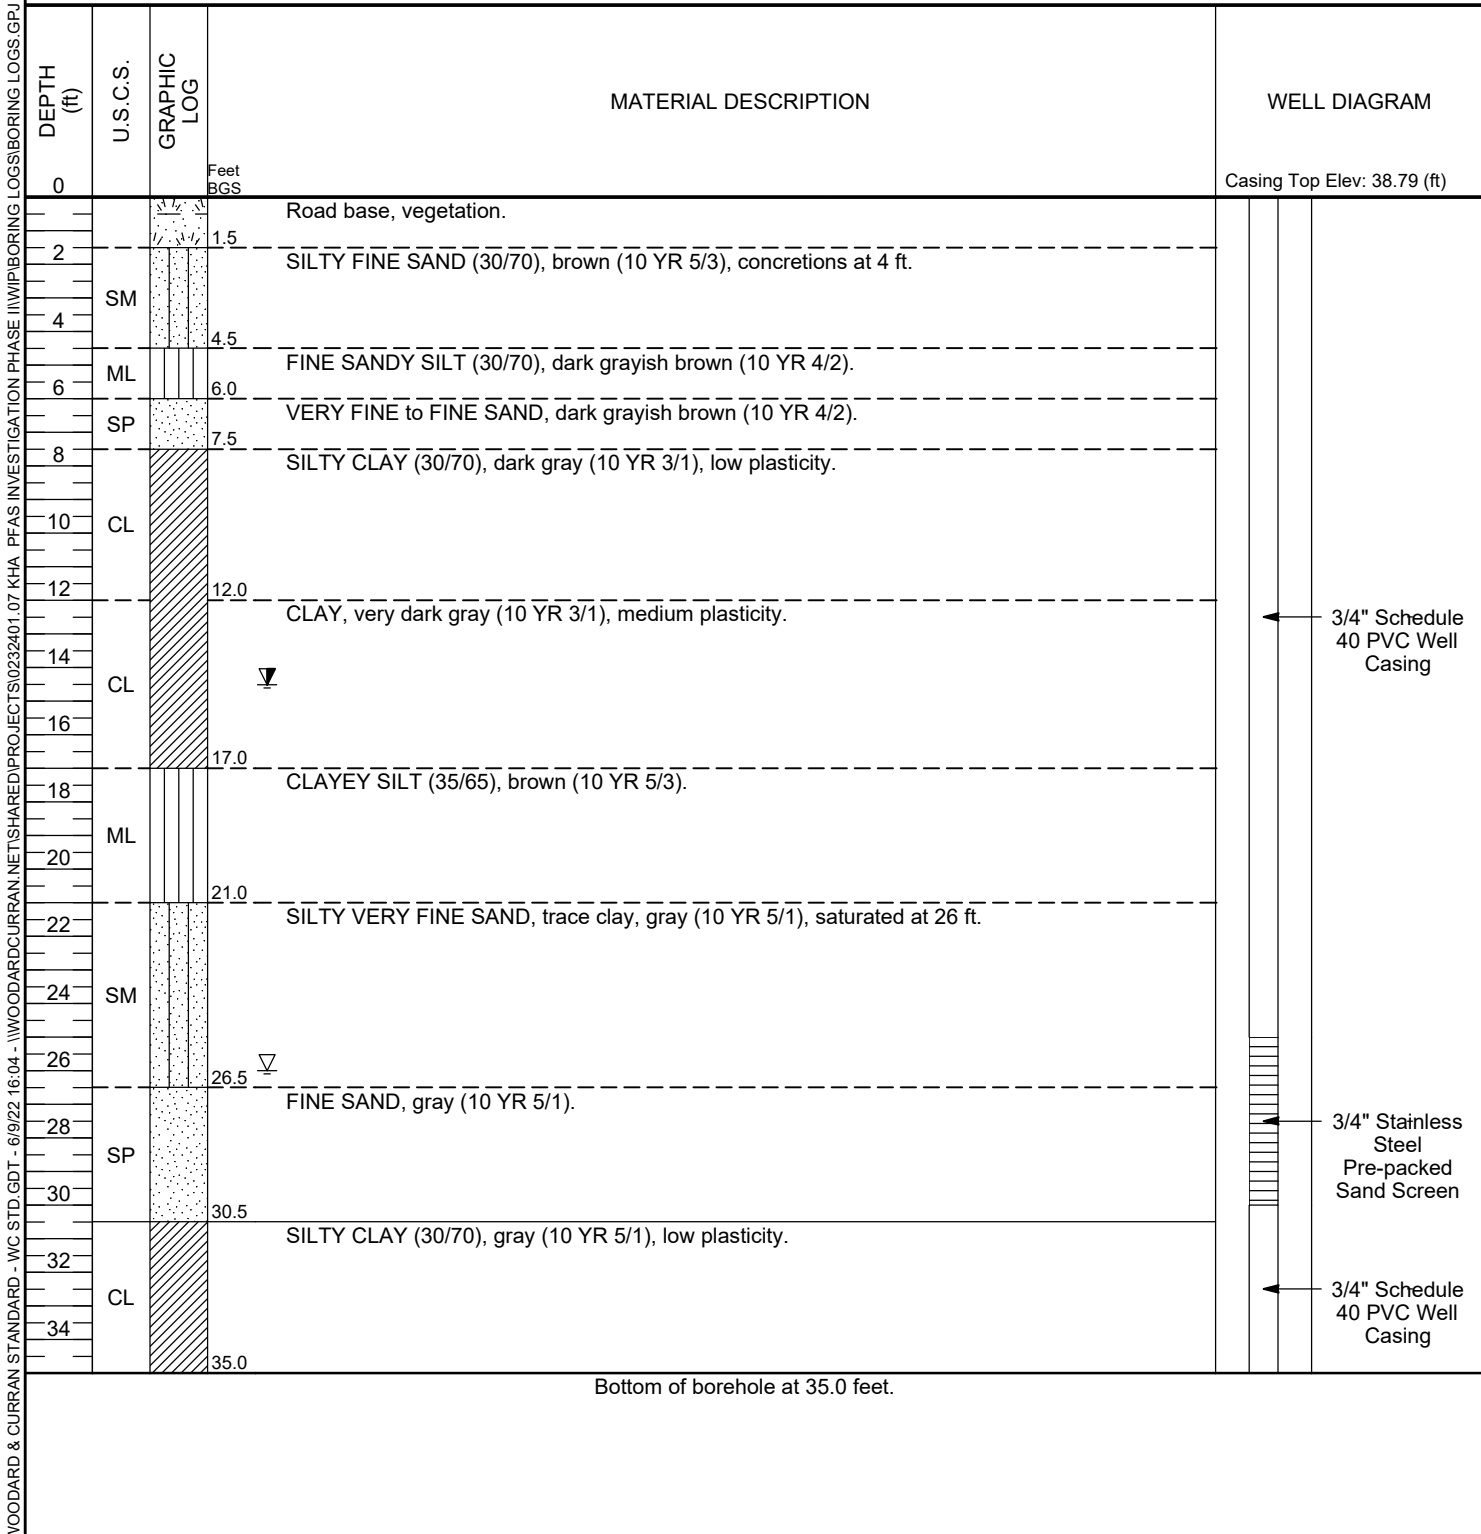 WOODARD & CURRAN STANDARD - WC STD.GDT - 6/9/22 16:04 - \\WOODARDCURRAN.NET\SHARED\PROJECTS\0232401.07 KHA  PFAS INVESTIGATION PHASE II\WIP\BORING LOGS\BORING LOGS.GPJ
DEPTH
(ft)
U.S.C.S.
GRAPHIC
LOG
MATERIAL DESCRIPTION
WELL DIAGRAM
0
Feet
BGS
Casing Top Elev: 38.79 (ft)
Road base, vegetation.
1.5
2
SILTY FINE SAND (30/70), brown (10 YR 5/3), concretions at 4 ft.
SM
4
4.5
FINE SANDY SILT (30/70), dark grayish brown (10 YR 4/2).
ML
6
6.0
VERY FINE to FINE SAND, dark grayish brown (10 YR 4/2).
SP
7.5
8
SILTY CLAY (30/70), dark gray (10 YR 3/1), low plasticity.
10
CL
12
12.0
CLAY, very dark gray (10 YR 3/1), medium plasticity.
3/4" Schedule
40 PVC Well
Casing
14
CL
16
17.0
CLAYEY SILT (35/65), brown (10 YR 5/3).
18
ML
20
21.0
SILTY VERY FINE SAND, trace clay, gray (10 YR 5/1), saturated at 26 ft.
22
24
SM
26
26.5
FINE SAND, gray (10 YR 5/1).
28
3/4" Stainless
Steel
Pre-packed
Sand Screen
SP
30
30.5
SILTY CLAY (30/70), gray (10 YR 5/1), low plasticity.
32
CL
3/4" Schedule
40 PVC Well
Casing
34
35.0
Bottom of borehole at 35.0 feet.